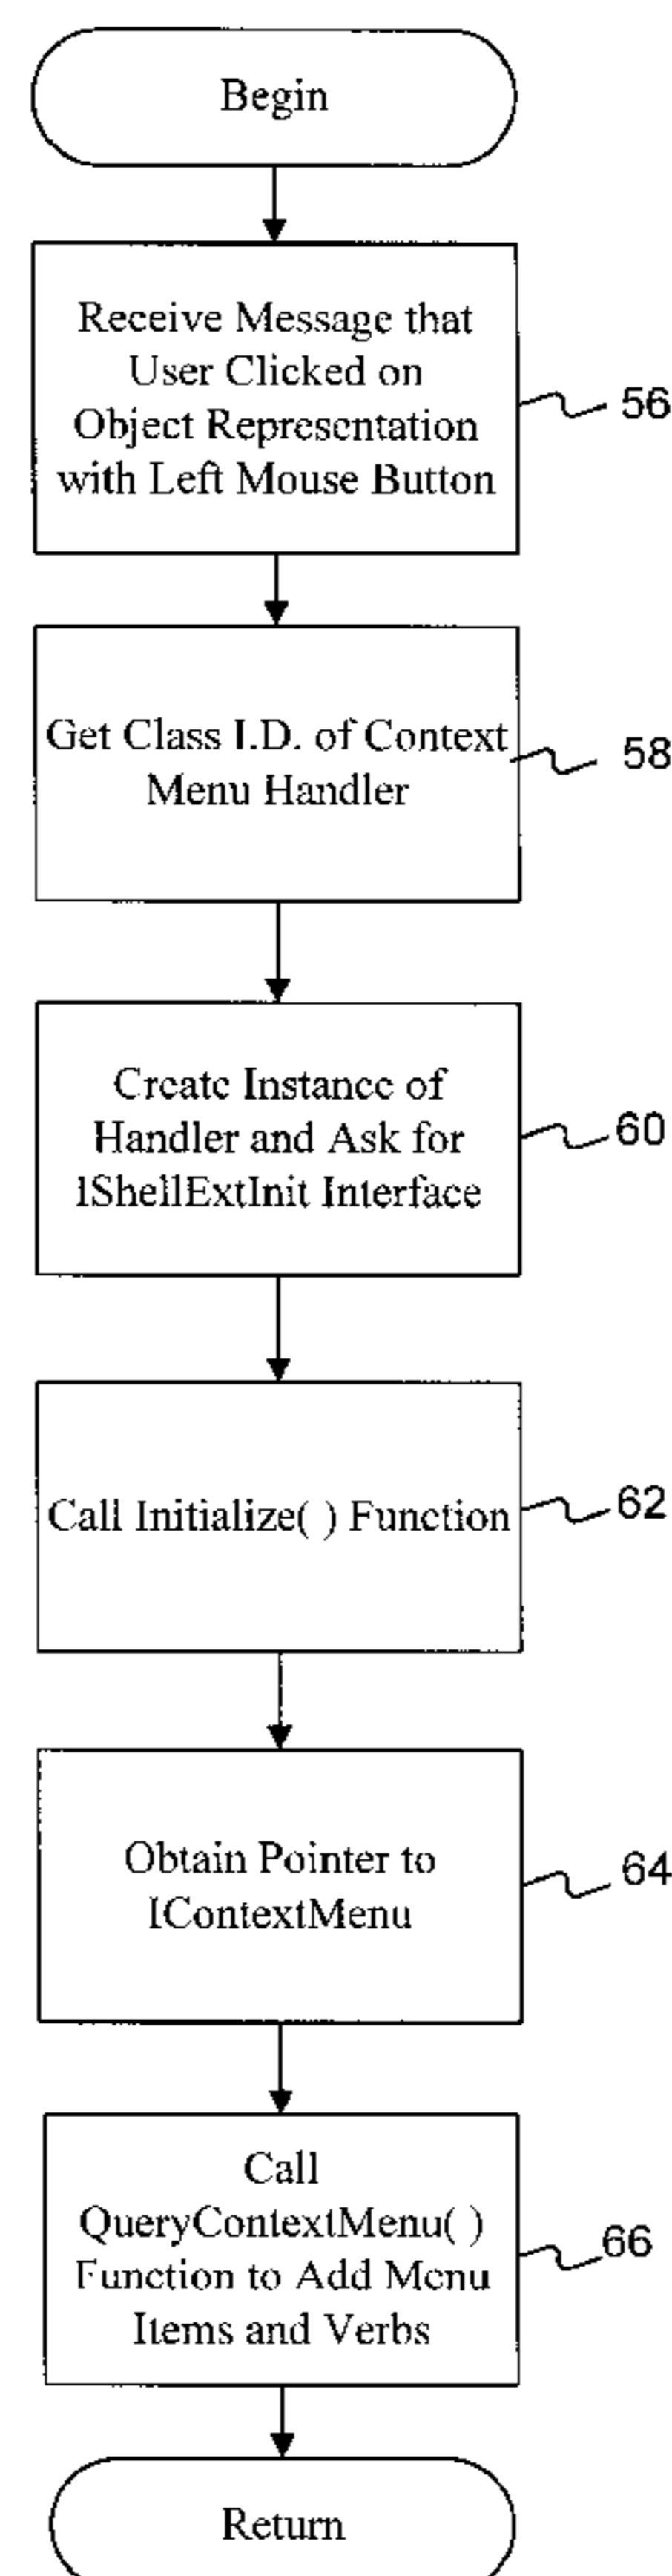 Begin
Receive Message that
User Clicked on
Object Representation
with Left Mouse Button
56
Get Class I.D. of Context
Menu Handler
58
Create Instance of
Handler and Ask for
IShellExtInit Interface
60
Call Initialize( ) Function
62
Obtain Pointer to
IContextMenu
64
Call
QueryContextMenu( )
Function to Add Menu
Items and Verbs
66
Return